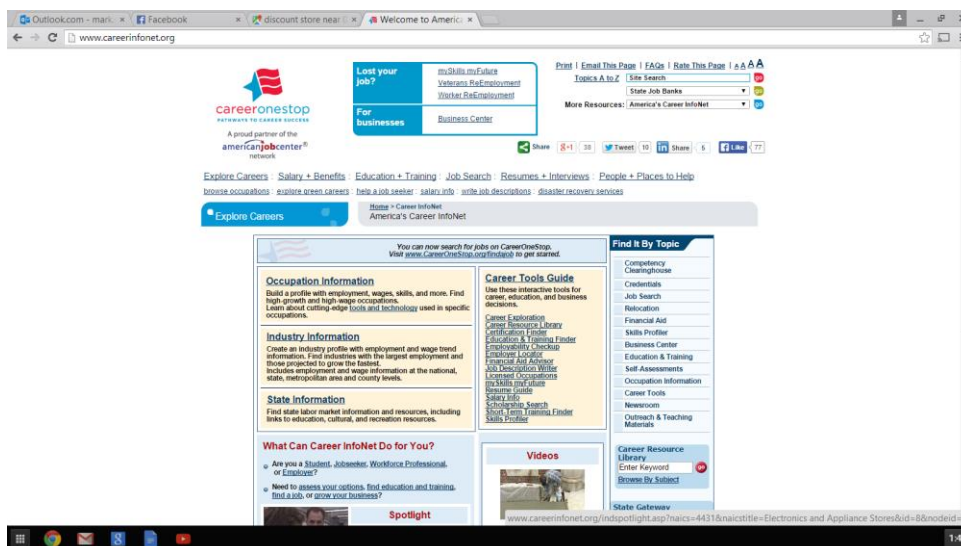 Outlook.com - mark
Facebook
discount store near
Welcome to Americ
www.careerinfonet.org
careeronestop
PATHWAYS TO CAREER SUCCESS
A proud partner of the
americanjobcenter®
network
Lost your
job?
mySkills myFuture
Veterans ReEmployment
Worker ReEmployment
For
businesses
Business Center
Print | Email This Page | FAQs | Rate This Page | A A A A
Topics A to Z Site Search go
State Job Banks go
More Resources: America's Career InfoNet go
Share 8+1 38 Tweet 10 in Share 5 Like 77
Explore Careers Salary + Benefits Education + Training Job Search Resumes + Interviews People + Places to Help
browse occupations explore green careers help a job seeker salary info write job descriptions disaster recovery services
Explore Careers
Home > Career InfoNet
America's Career InfoNet
You can now search for jobs on CareerOneStop.
Visit www.CareerOneStop.org/findajob to get started.
Occupation Information
Build a profile with employment, wages, skills, and more. Find
high-growth and high-wage occupations.
Learn about cutting-edge tools and technology used in specific
occupations.
Industry Information
Create an industry profile with employment and wage trend
information. Find industries with the largest employment and
those projected to grow the fastest.
Includes employment and wage information at the national,
state, metropolitan area and county levels.
State Information
Find state labor market information and resources, including
links to education, cultural, and recreation resources.
Career Tools Guide
Use these interactive tools for
career, education, and business
decisions.
Career Exploration
Career Resource Library
Certification Finder
Education & Training Finder
Employability Checkup
Employer Locator
Financial Aid Advisor
Job Description Writer
Licensed Occupations
mySkills myFuture
Resume Guide
Salary Info
Scholarship Search
Short-Term Training Finder
Skills Profiler
Find It By Topic
Competency
Clearinghouse
Credentials
Job Search
Relocation
Financial Aid
Skills Profiler
Business Center
Education & Training
Self-Assessments
Occupation Information
Career Tools
Newsroom
Outreach & Teaching
Materials
What Can Career InfoNet Do for You?
Are you a Student, Jobseeker, Workforce Professional,
or Employer?
Need to assess your options, find education and training,
find a job, or grow your business?
Spotlight
Videos
Career Resource
Library
Enter Keyword go
Browse By Subject
State Gateway
www.careerinfonet.org/indspotlight.asp?naics=4431&naicstitle=Electronics and Appliance Stores&id=8&nodeid=
1:4